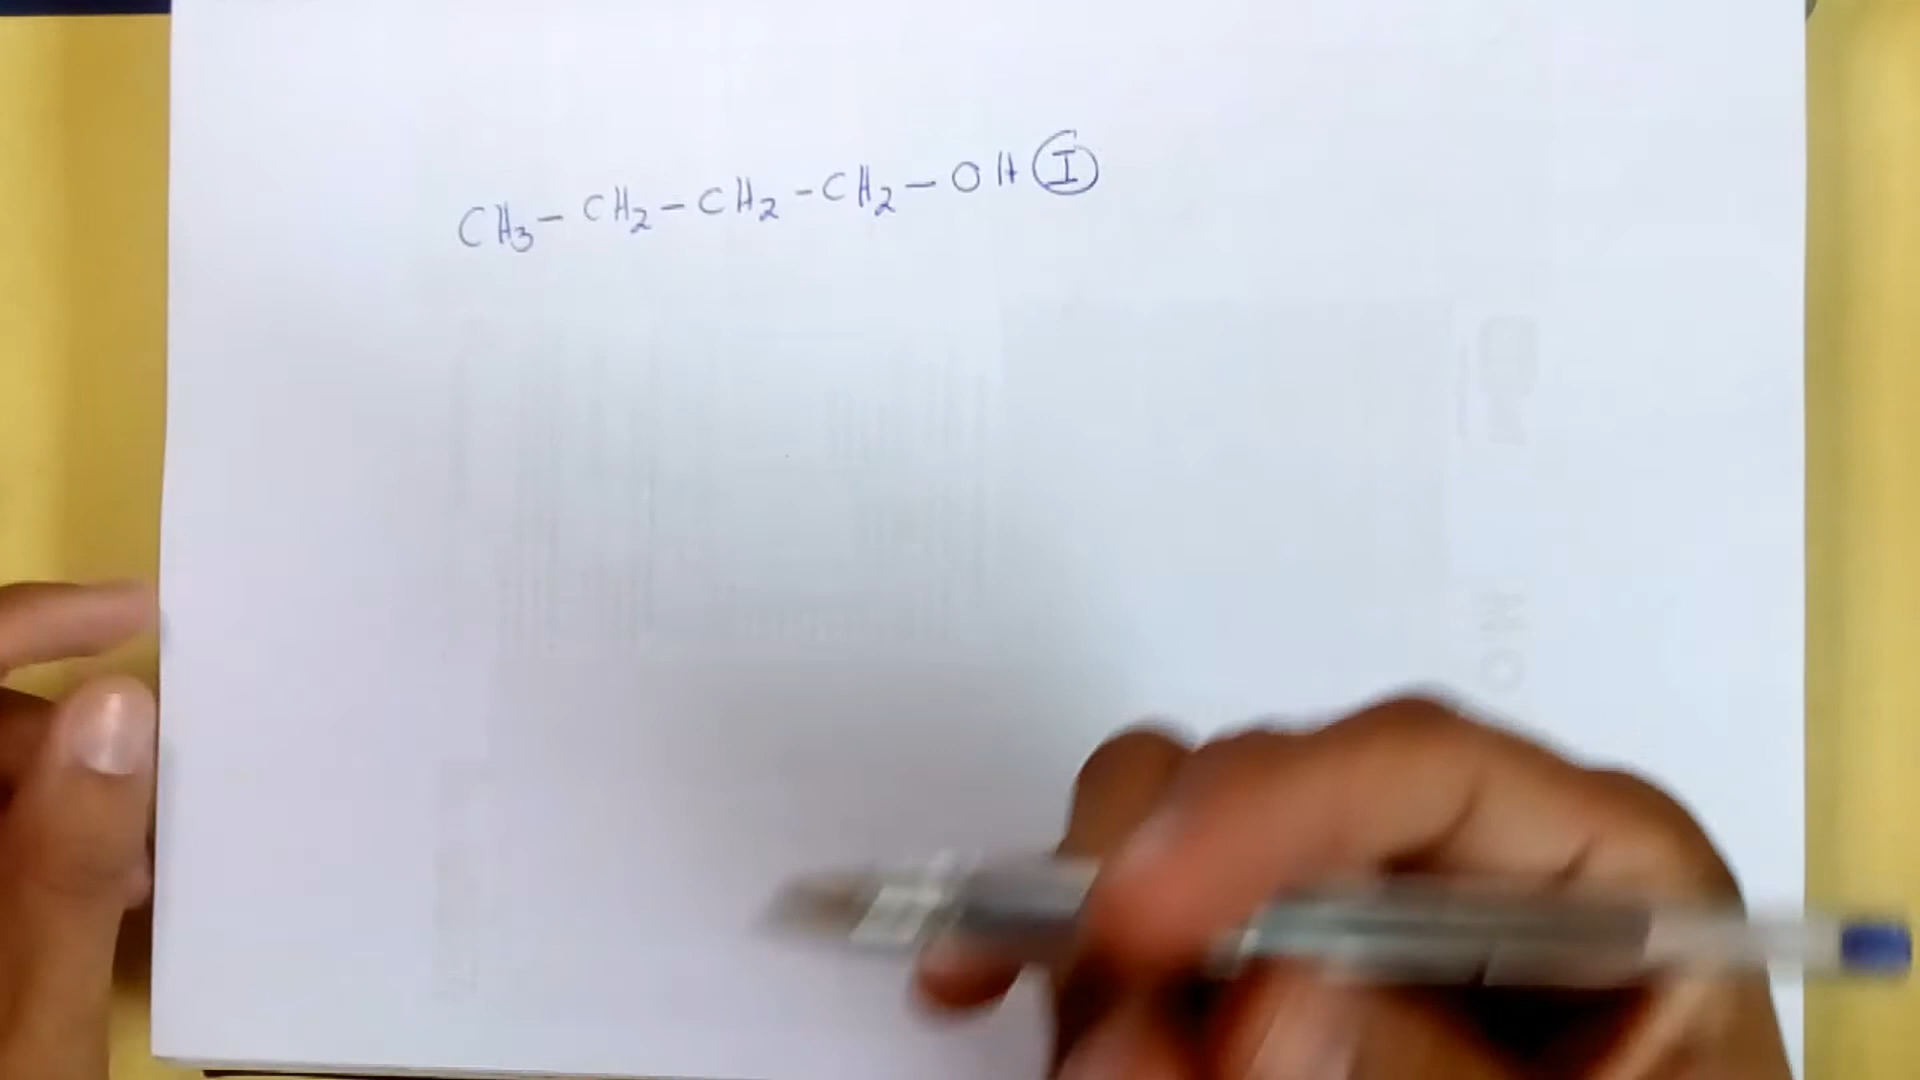 CH₃ – CH₂ – CH₂ – CH₂ – OH I